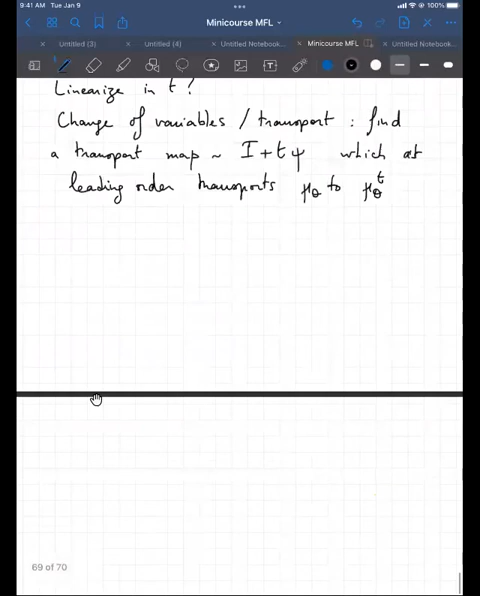 9:41 AM Tue Jan 9
100%
Minicourse MFL
Untitled (3)
Untitled (4)
Untitled Notebook...
Minicourse MFL
Untitled Notebook...
Linearize in t?
Change of variables / transport : find
a transport map ~ I + tψ which at
leading order transports μθ to μθ^t
69 of 70